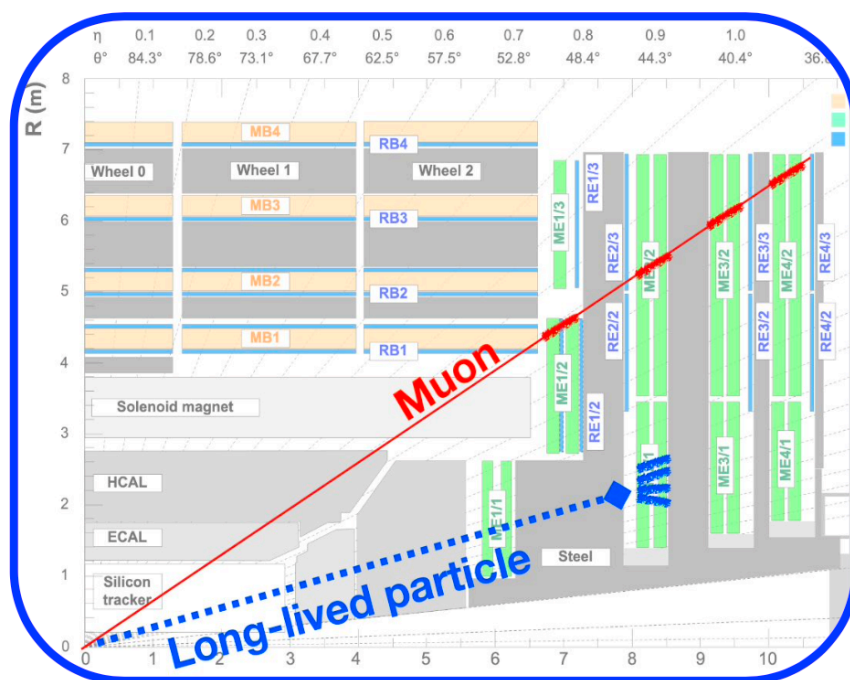 η 0.1 0.2 0.3 0.4 0.5 0.6 0.7 0.8 0.9 1.0
θ° 84.3° 78.6° 73.1° 67.7° 62.5° 57.5° 52.8° 48.4° 44.3° 40.4°
R (m)
8
7
6
5
4
3
2
1
0
MB4
RB4
Wheel 0 Wheel 1 Wheel 2
MB3
RB3
MB2
RB2
MB1
RB1
ME1/3
RE1/3
RE2/3
ME3/2
ME4/2
RE3/3
RE4/3
ME1/2
RE1/2
RE2/2
RE3/2
RE4/2
Muon
Solenoid magnet
HCAL
ECAL
Silicon
tracker
ME1/1
ME3/1
ME4/1
Steel
Long-lived particle
0 1 2 3 4 5 6 7 8 9 10